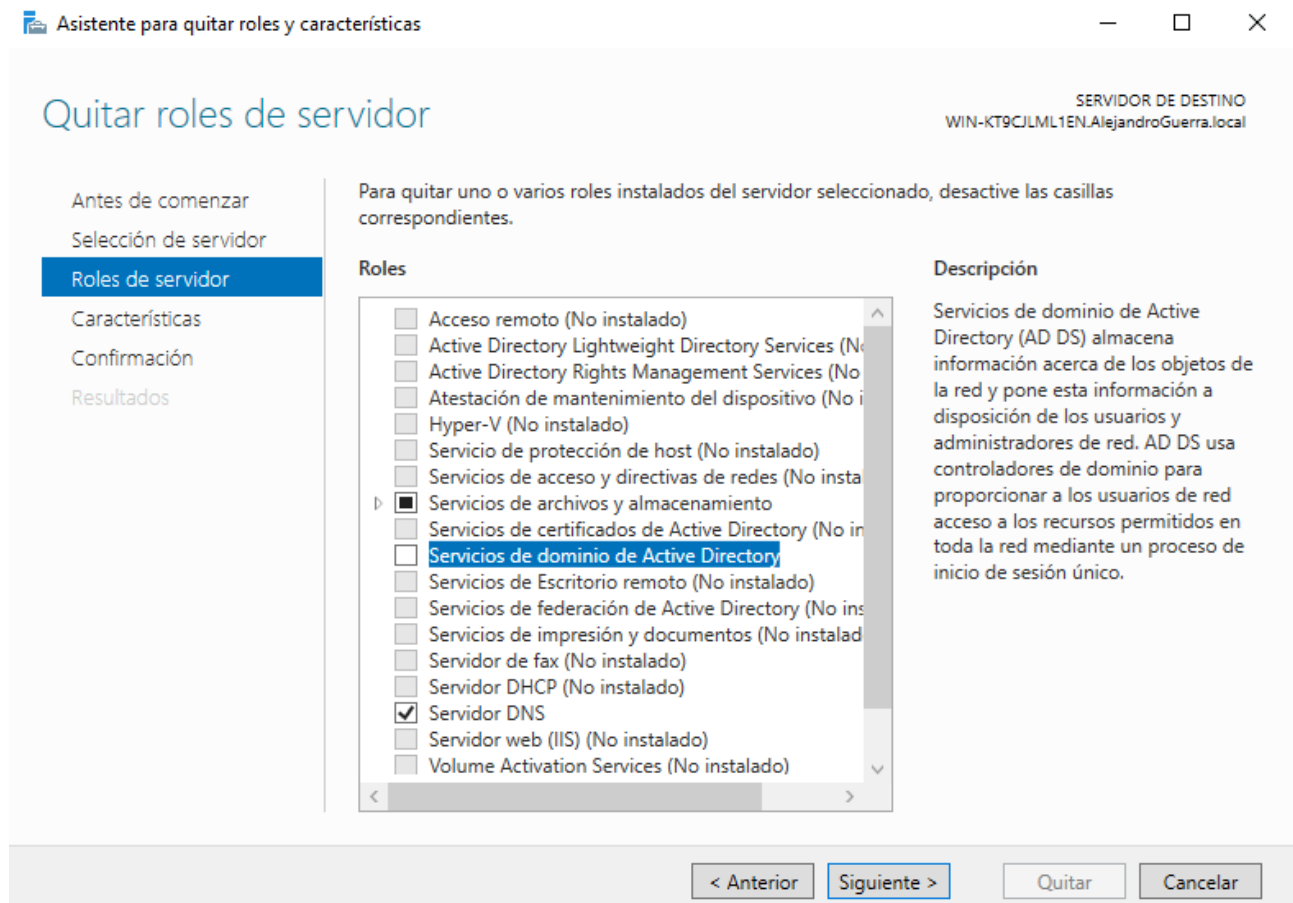 Asistente para quitar roles y características
Quitar roles de servidor
SERVIDOR DE DESTINO
WIN-KT9CJLML1EN.AlejandroGuerra.local
Antes de comenzar
Selección de servidor
Roles de servidor
Características
Confirmación
Resultados
Para quitar uno o varios roles instalados del servidor seleccionado, desactive las casillas
correspondientes.
Roles
Acceso remoto (No instalado)
Active Directory Lightweight Directory Services (No
Active Directory Rights Management Services (No
Atestación de mantenimiento del dispositivo (No i
Hyper-V (No instalado)
Servicio de protección de host (No instalado)
Servicios de acceso y directivas de redes (No insta
Servicios de archivos y almacenamiento
Servicios de certificados de Active Directory (No in
Servicios de dominio de Active Directory
Servicios de Escritorio remoto (No instalado)
Servicios de federación de Active Directory (No ins
Servicios de impresión y documentos (No instalad
Servidor de fax (No instalado)
Servidor DHCP (No instalado)
Servidor DNS
Servidor web (IIS) (No instalado)
Volume Activation Services (No instalado)
Descripción
Servicios de dominio de Active
Directory (AD DS) almacena
información acerca de los objetos de
la red y pone esta información a
disposición de los usuarios y
administradores de red. AD DS usa
controladores de dominio para
proporcionar a los usuarios de red
acceso a los recursos permitidos en
toda la red mediante un proceso de
inicio de sesión único.
< Anterior
Siguiente >
Quitar
Cancelar